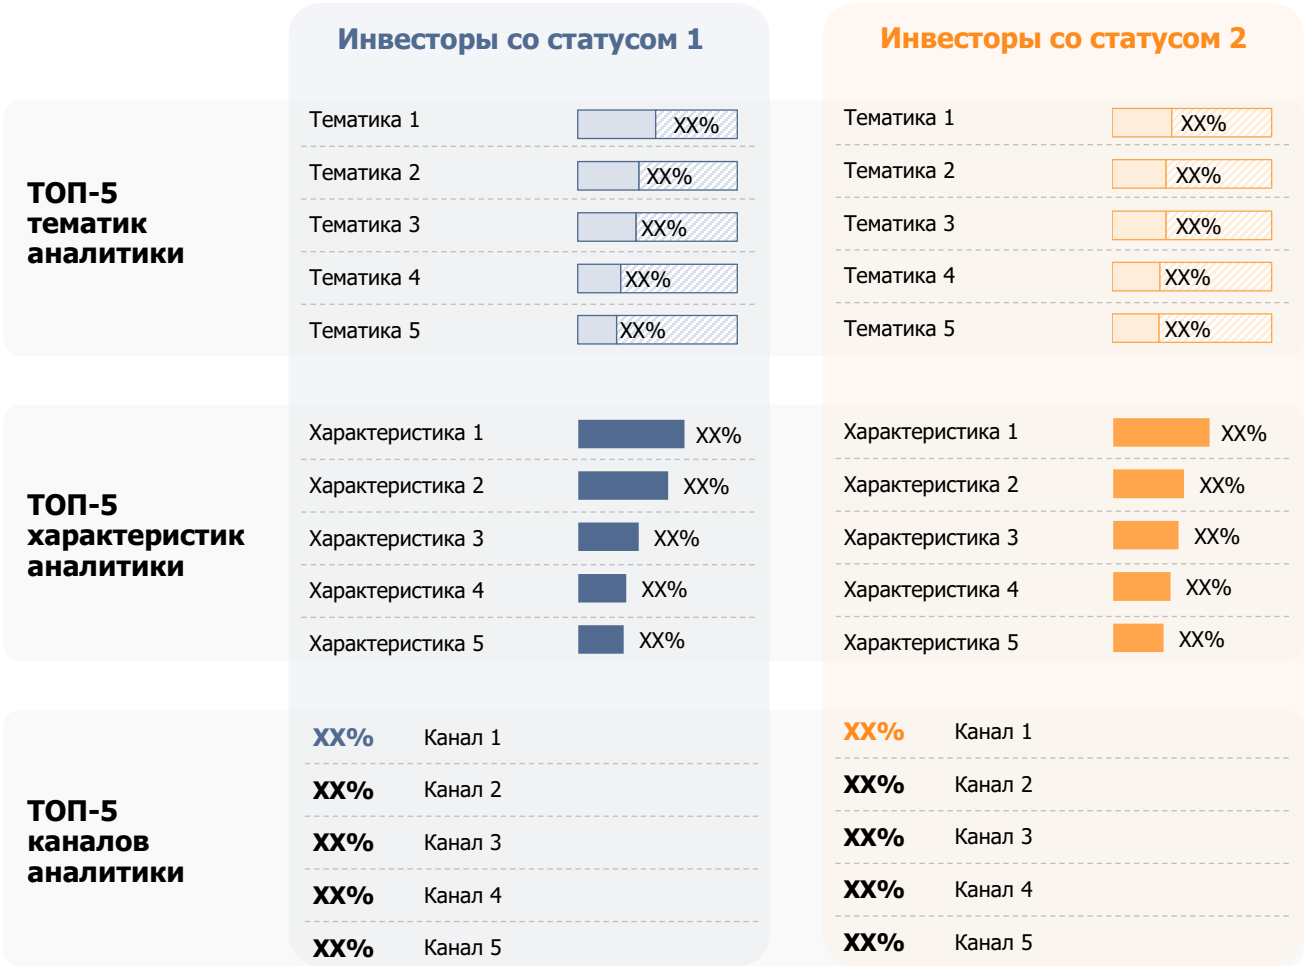 Инвесторы со статусом 1
Инвесторы со статусом 2
ТОП-5
тематик
аналитики
Тематика 1 XX%
Тематика 2 XX%
Тематика 3 XX%
Тематика 4 XX%
Тематика 5 XX%
Тематика 1 XX%
Тематика 2 XX%
Тематика 3 XX%
Тематика 4 XX%
Тематика 5 XX%
ТОП-5
характеристик
аналитики
Характеристика 1 XX%
Характеристика 2 XX%
Характеристика 3 XX%
Характеристика 4 XX%
Характеристика 5 XX%
Характеристика 1 XX%
Характеристика 2 XX%
Характеристика 3 XX%
Характеристика 4 XX%
Характеристика 5 XX%
ТОП-5
каналов
аналитики
XX% Канал 1
XX% Канал 2
XX% Канал 3
XX% Канал 4
XX% Канал 5
XX% Канал 1
XX% Канал 2
XX% Канал 3
XX% Канал 4
XX% Канал 5